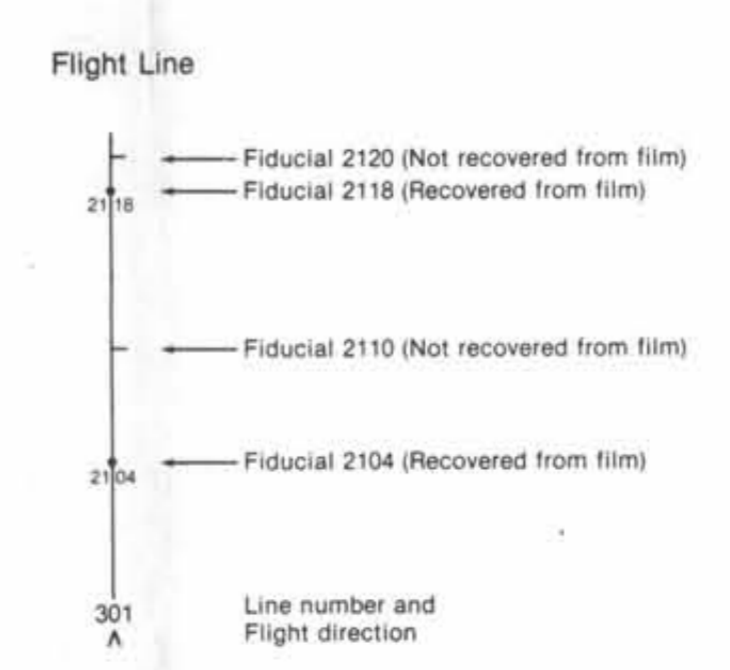 Flight Line
Fiducial 2120 (Not recovered from film)
Fiducial 2118 (Recovered from film)
2118
Fiducial 2110 (Not recovered from film)
Fiducial 2104 (Recovered from film)
2104
301 Line number and
Flight direction